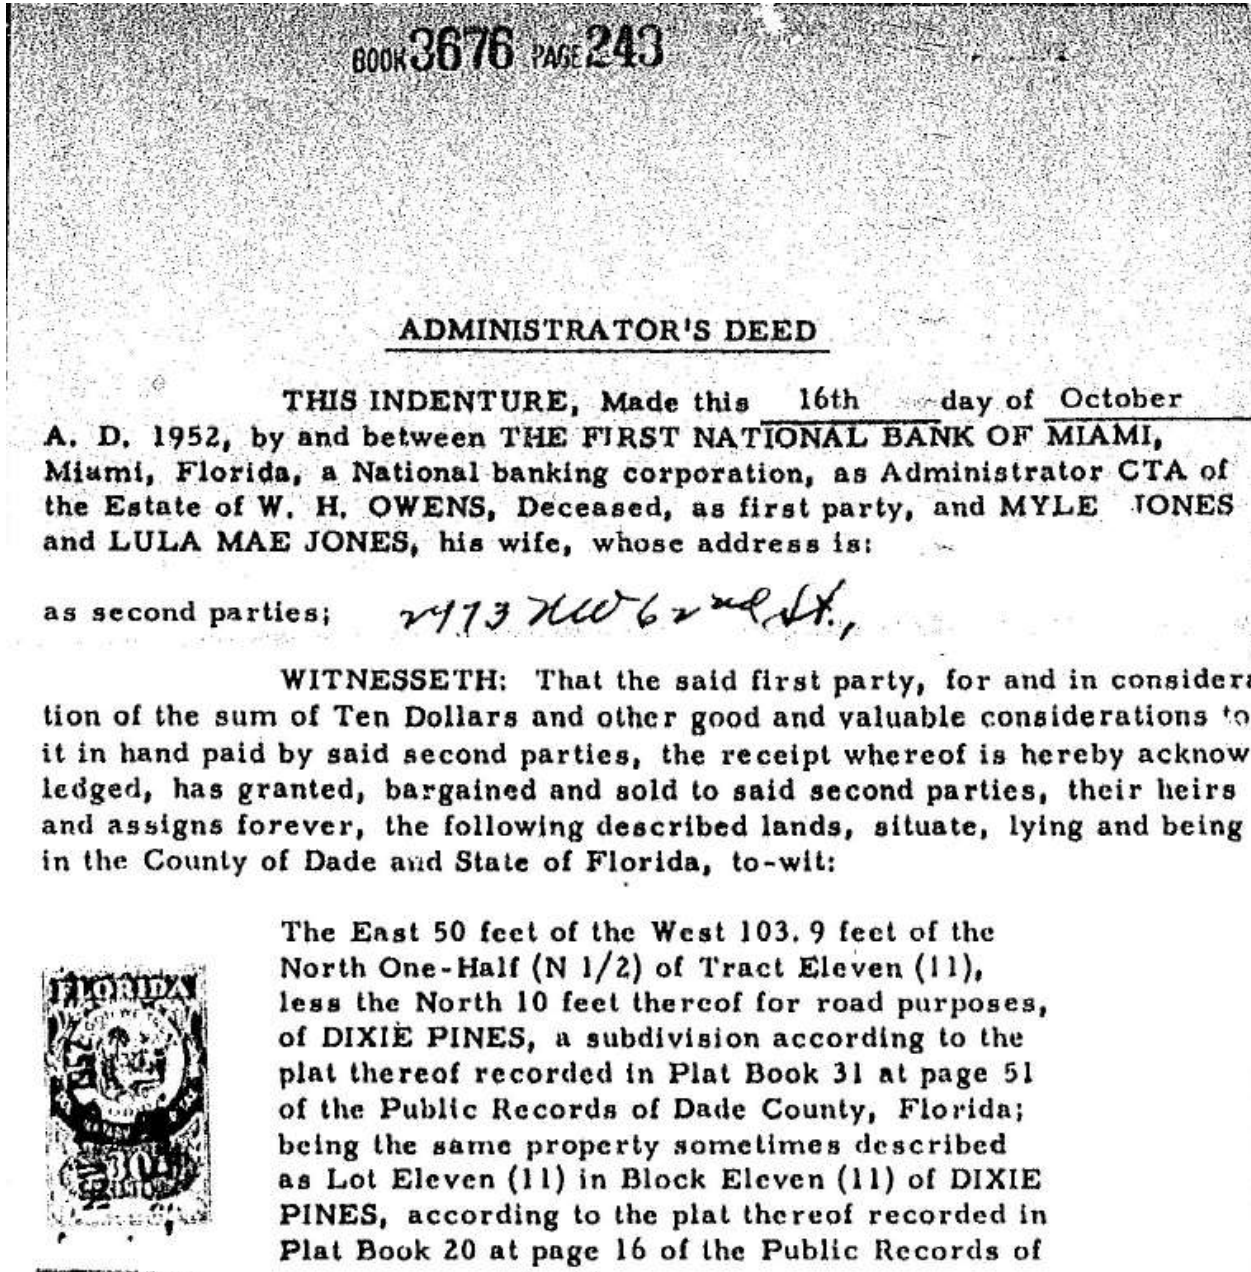 BOOK 3676 PAGE 243
ADMINISTRATOR'S DEED
THIS INDENTURE, Made this 16th day of October
A. D. 1952, by and between THE FIRST NATIONAL BANK OF MIAMI,
Miami, Florida, a National banking corporation, as Administrator CTA of
the Estate of W. H. OWENS, Deceased, as first party, and MYLE JONES
and LULA MAE JONES, his wife, whose address is:
as second parties; 2473 NW 62nd St.,
WITNESSETH: That the said first party, for and in considera
tion of the sum of Ten Dollars and other good and valuable considerations to
it in hand paid by said second parties, the receipt whereof is hereby acknow
ledged, has granted, bargained and sold to said second parties, their heirs
and assigns forever, the following described lands, situate, lying and being
in the County of Dade and State of Florida, to-wit:
The East 50 feet of the West 103.9 feet of the
North One-Half (N 1/2) of Tract Eleven (11),
less the North 10 feet thereof for road purposes,
of DIXIE PINES, a subdivision according to the
plat thereof recorded in Plat Book 31 at page 51
of the Public Records of Dade County, Florida;
being the same property sometimes described
as Lot Eleven (11) in Block Eleven (11) of DIXIE
PINES, according to the plat thereof recorded in
Plat Book 20 at page 16 of the Public Records of
FLORIDA